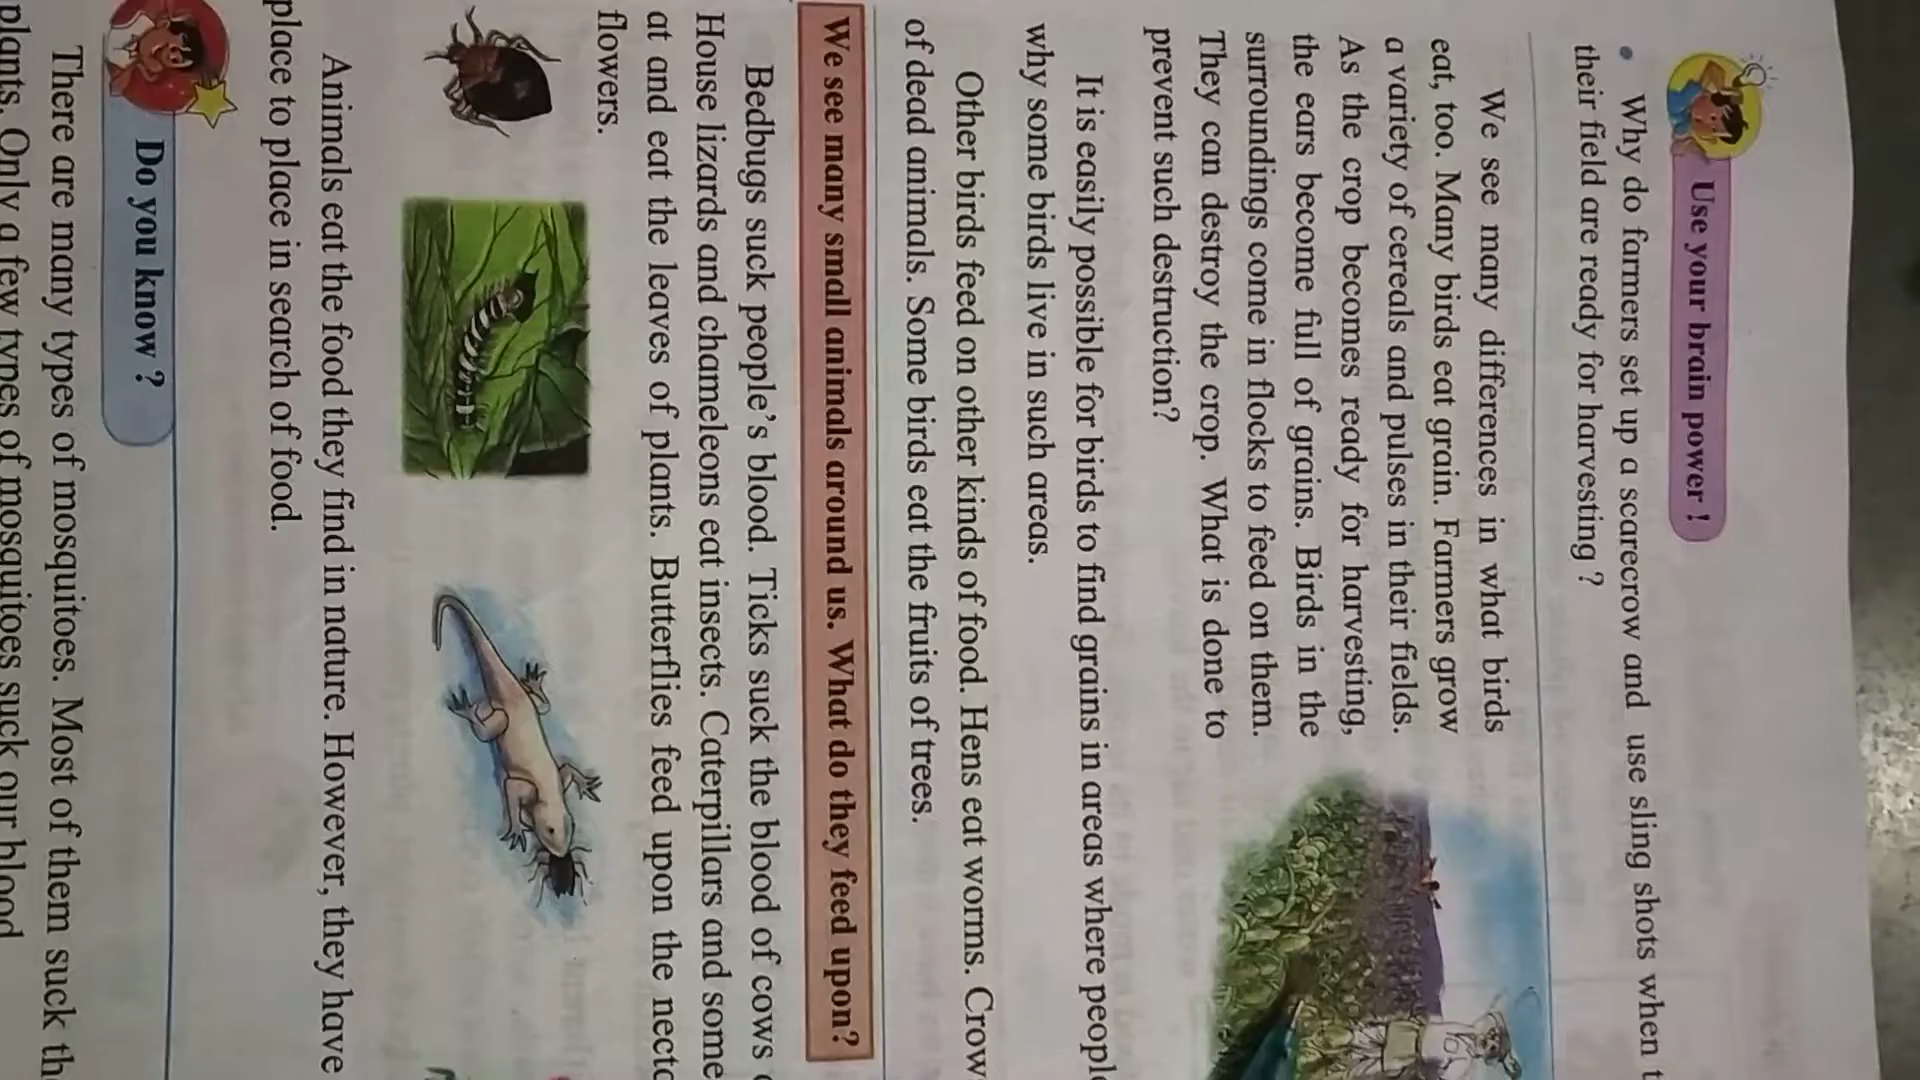 Use your brain power !
• Why do farmers set up a scarecrow and use sling shots when
their field are ready for harvesting ?
We see many differences in what birds
eat, too. Many birds eat grain. Farmers grow
a variety of cereals and pulses in their fields.
As the crop becomes ready for harvesting,
the ears become full of grains. Birds in the
surroundings come in flocks to feed on them.
They can destroy the crop. What is done to
prevent such destruction?
It is easily possible for birds to find grains in areas where
why some birds live in such areas.
Other birds feed on other kinds of food. Hens eat worms.
of dead animals. Some birds eat the fruits of trees.
We see many small animals around us. What do they feed upon?
Bedbugs suck people's blood. Ticks suck the blood of cows
House lizards and chameleons eat insects. Caterpillars and some
at and eat the leaves of plants. Butterflies feed upon the
flowers.
Animals eat the food they find in nature. However, they have
place to place in search of food.
Do you know ?
There are many types of mosquitoes. Most of them suck
plants. Only a few types of mosquitoes suck our blood